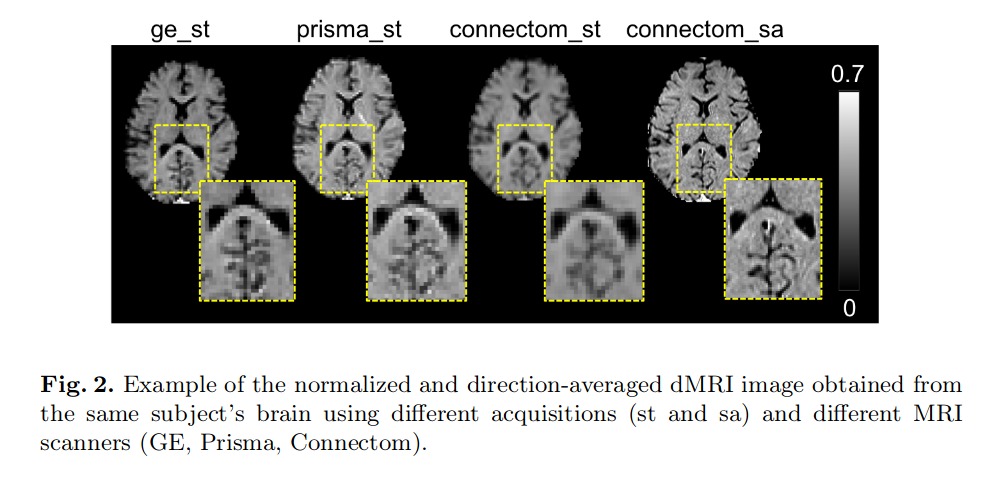 ge_st prisma_st connectom_st connectom_sa
0.7
0
Fig. 2. Example of the normalized and direction-averaged dMRI image obtained from
the same subject's brain using different acquisitions (st and sa) and different MRI
scanners (GE, Prisma, Connectom).